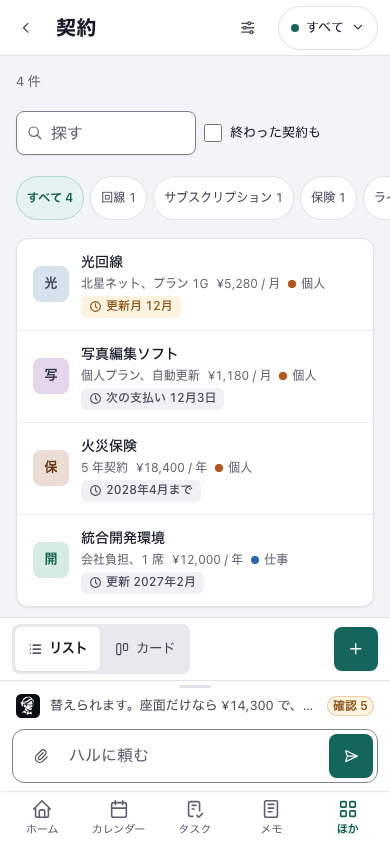 契約
すべて
4 件
探す
終わった契約も
すべて 4
回線 1
サブスクリプション 1
保険 1
光
光回線
北星ネット、プラン 1G ¥5,280 / 月 個人
更新月 12月
写
写真編集ソフト
個人プラン、自動更新 ¥1,180 / 月 個人
次の支払い 12月3日
保
火災保険
5 年契約 ¥18,400 / 年 個人
2028年4月まで
開
統合開発環境
会社負担、1 席 ¥12,000 / 年 仕事
更新 2027年2月
リスト
カード
替えられます。座面だけなら ¥14,300 で、...
確認 5
ハルに頼む
ホーム
カレンダー
タスク
メモ
ほか